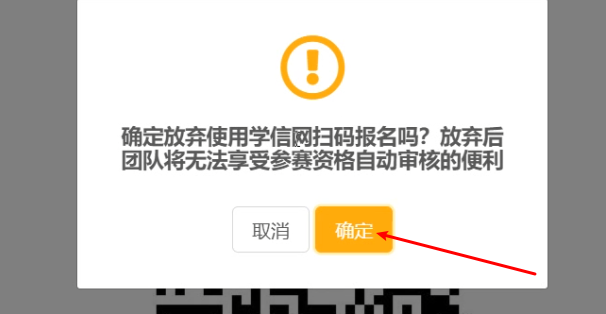 确定放弃使用学信网扫码报名吗？放弃后
团队将无法享受参赛资格自动审核的便利
取消
确定